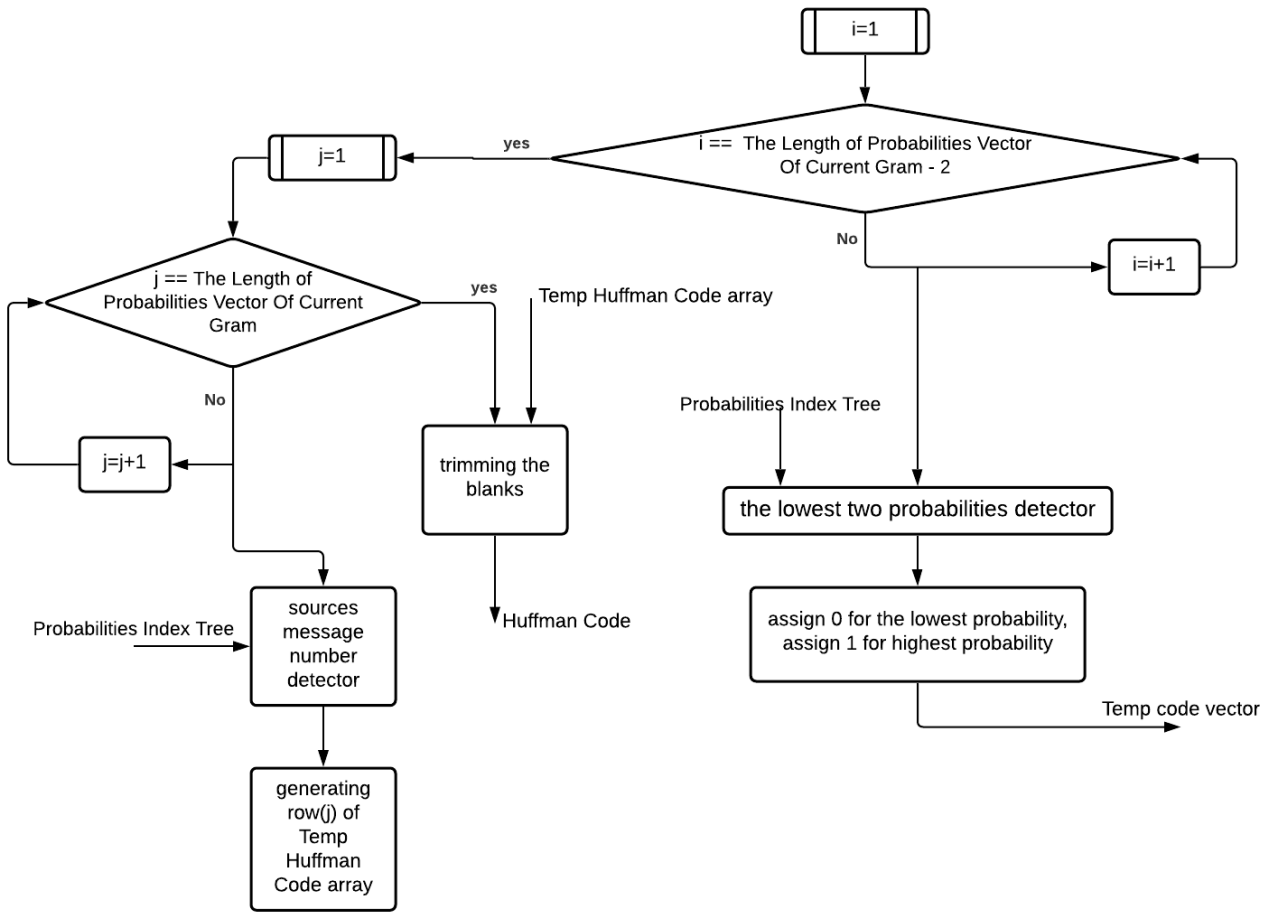 i=1
i ==  The Length of Probabilities Vector
Of Current Gram - 2
yes
j=1
No
i=i+1
j == The Length of
Probabilities Vector Of Current
Gram
yes
Temp Huffman Code array
No
j=j+1
trimming the
blanks
Probabilities Index Tree
the lowest two probabilities detector
sources
message
number
detector
Probabilities Index Tree
Huffman Code
assign 0 for the lowest probability,
assign 1 for highest probability
Temp code vector
generating
row(j) of
Temp
Huffman
Code array